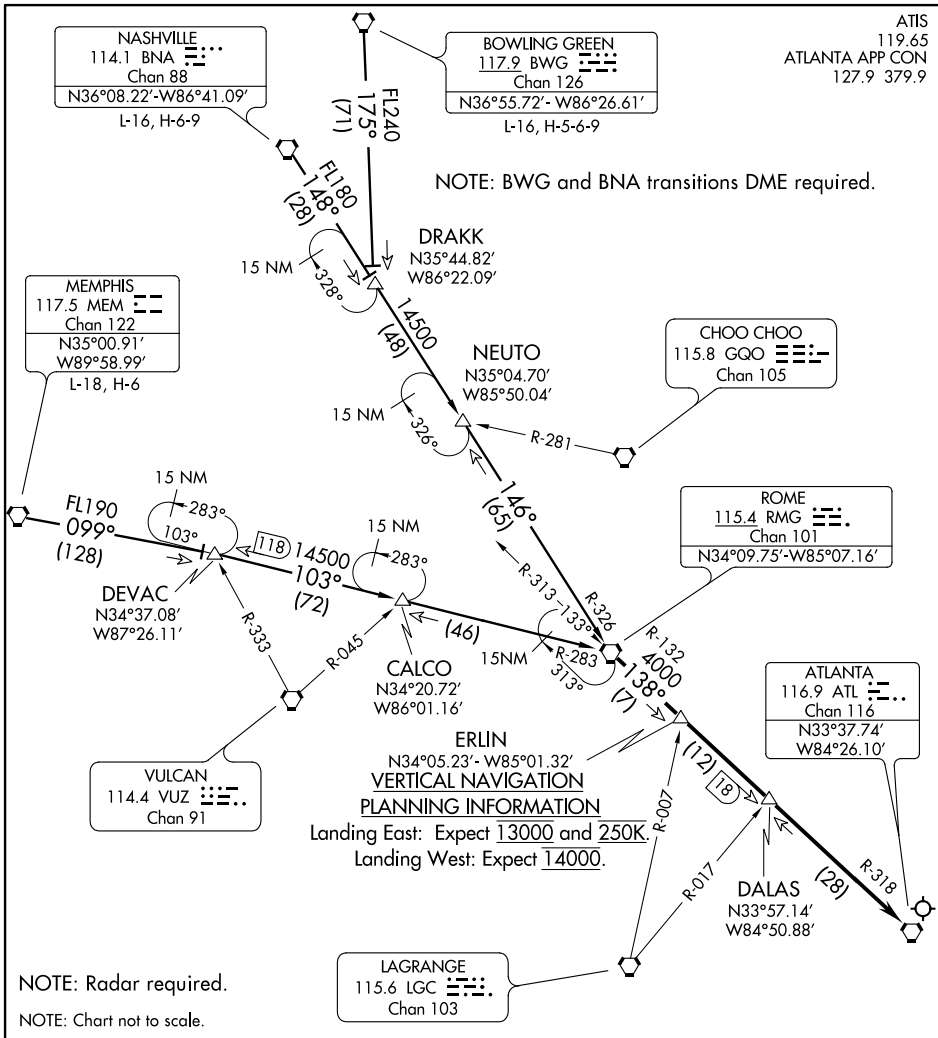 ATIS
119.65
ATLANTA APP CON
127.9 379.9
NASHVILLE
114.1 BNA
Chan 88
N36°08.22’-W86°41.09’
L-16, H-6-9
BOWLING GREEN
117.9 BWG
Chan 126
N36°55.72’- W86°26.61’
L-16, H-5-6-9
FL240
175°
(71)
FL180
148°
(28)
NOTE: BWG and BNA transitions DME required.
DRAKK
N35°44.82’
W86°22.09’
15 NM
328°
MEMPHIS
117.5 MEM
Chan 122
N35°00.91’
W89°58.99’
L-18, H-6
14500
(48)
NEUTO
N35°04.70’
W85°50.04’
15 NM
326°
CHOO CHOO
115.8 GQO
Chan 105
R-281
146°
(65)
FL190
099°
(128)
15 NM
283°
103°
118
14500
103°
(72)
15 NM
283°
DEVAC
N34°37.08’
W87°26.11’
R-333
R-045
(46)
CALCO
N34°20.72’
W86°01.16’
ROME
115.4 RMG
Chan 101
N34°09.75’-W85°07.16’
R-313
133°
R-326
15NM
R-283
313°
R-132
4000
138°
(7)
VULCAN
114.4 VUZ
Chan 91
ERLIN
N34°05.23’- W85°01.32’
VERTICAL NAVIGATION
PLANNING INFORMATION
Landing East: Expect 13000 and 250K.
Landing West: Expect 14000.
ATLANTA
116.9 ATL
Chan 116
N33°37.74’
W84°26.10’
(12)
18
R-007
R-017
DALAS
N33°57.14’
W84°50.88’
(28)
R-318
LAGRANGE
115.6 LGC
Chan 103
NOTE: Radar required.
NOTE: Chart not to scale.